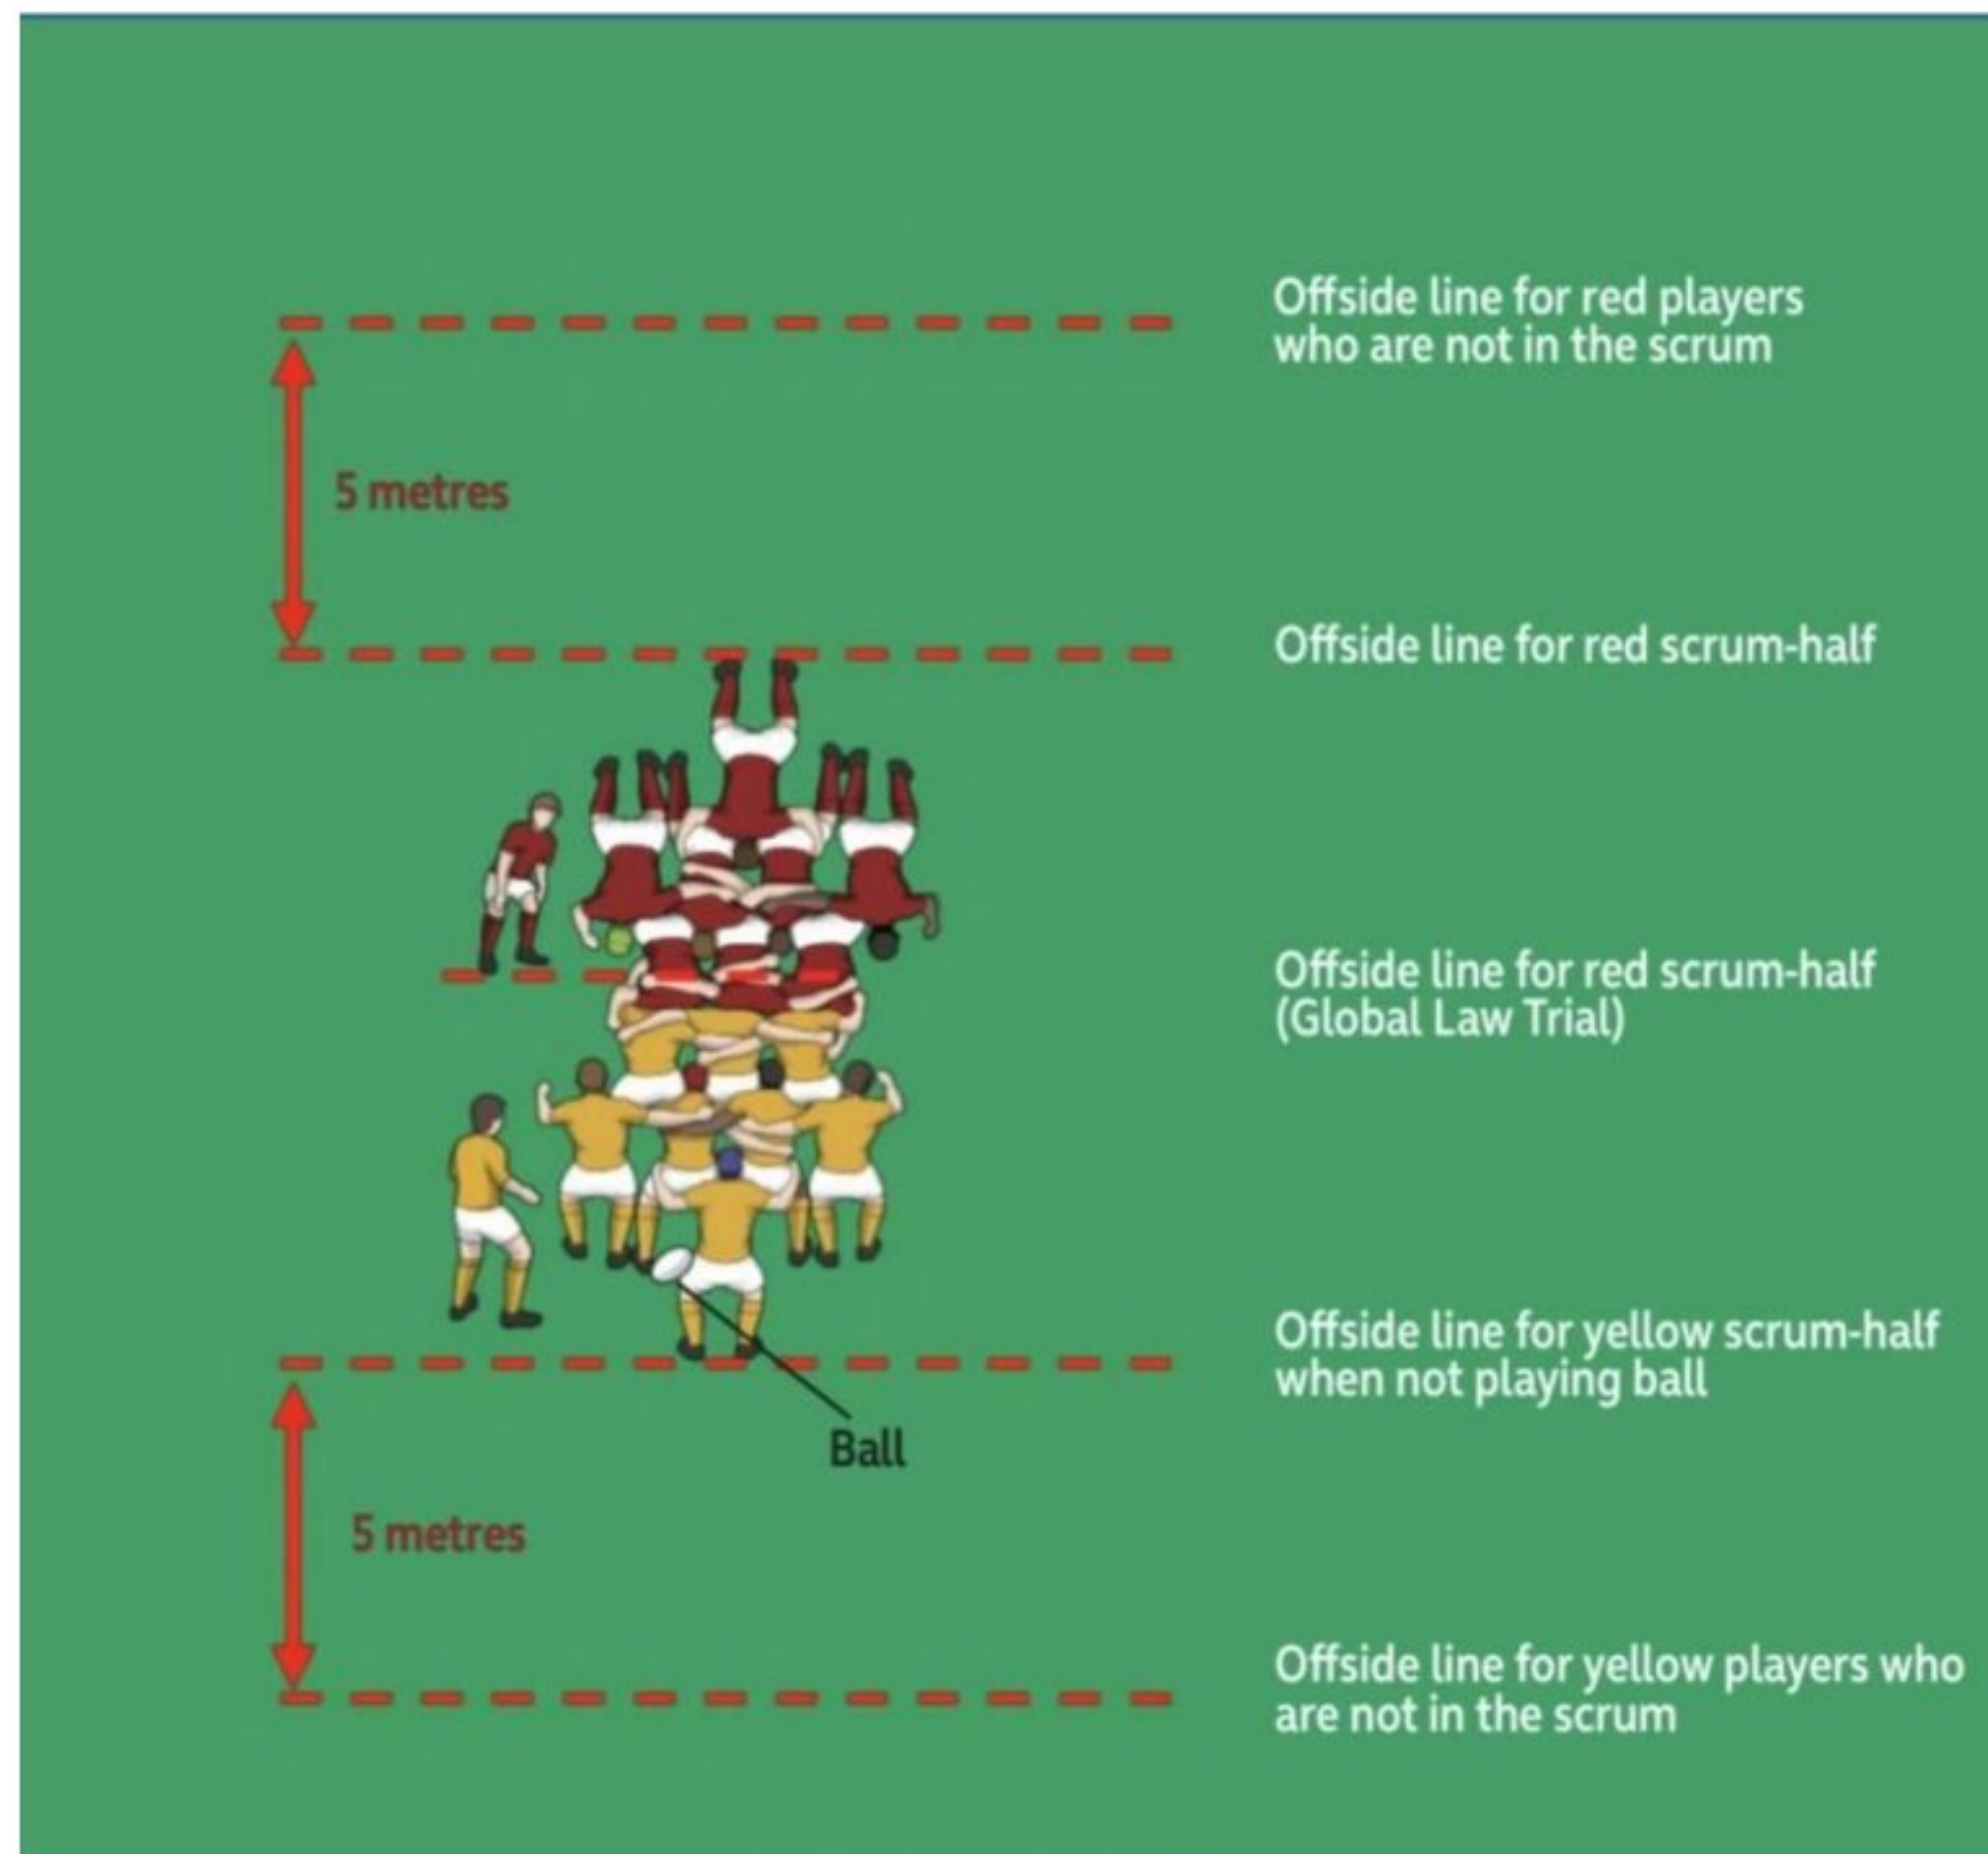 Offside line for red players
who are not in the scrum
5 metres
Offside line for red scrum-half
Offside line for red scrum-half
(Global Law Trial)
Offside line for yellow scrum-half
when not playing ball
Ball
5 metres
Offside line for yellow players who
are not in the scrum